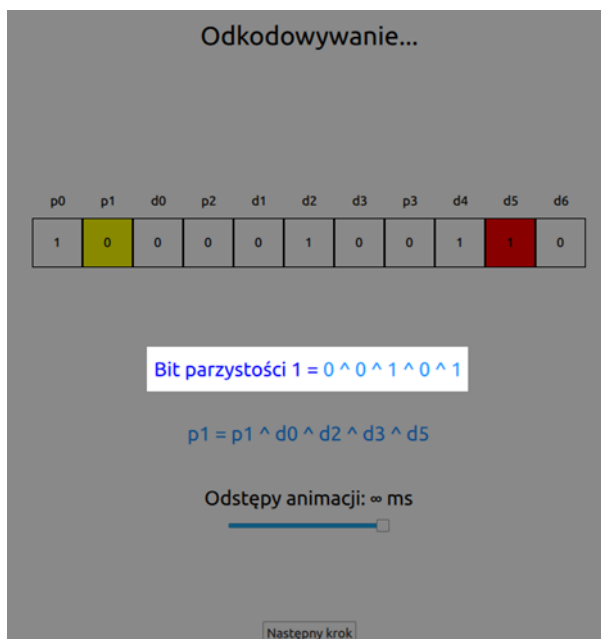 Odkodowywanie...
p0 p1 d0 p2 d1 d2 d3 p3 d4 d5 d6
1 0 0 0 0 1 0 0 1 1 0
Bit parzystości 1 = 0 ^ 0 ^ 1 ^ 0 ^ 1
p1 = p1 ^ d0 ^ d2 ^ d3 ^ d5
Odstępy animacji: ∞ ms
Następny krok